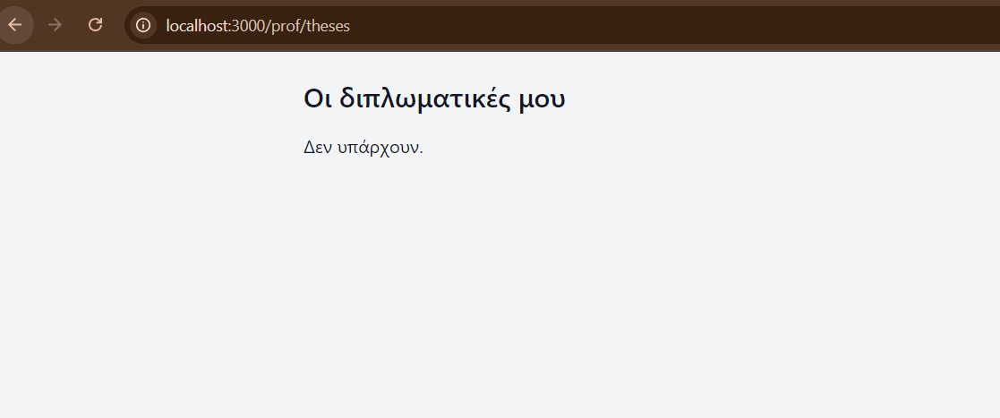 localhost:3000/prof/theses
Οι διπλωματικές μου
Δεν υπάρχουν.